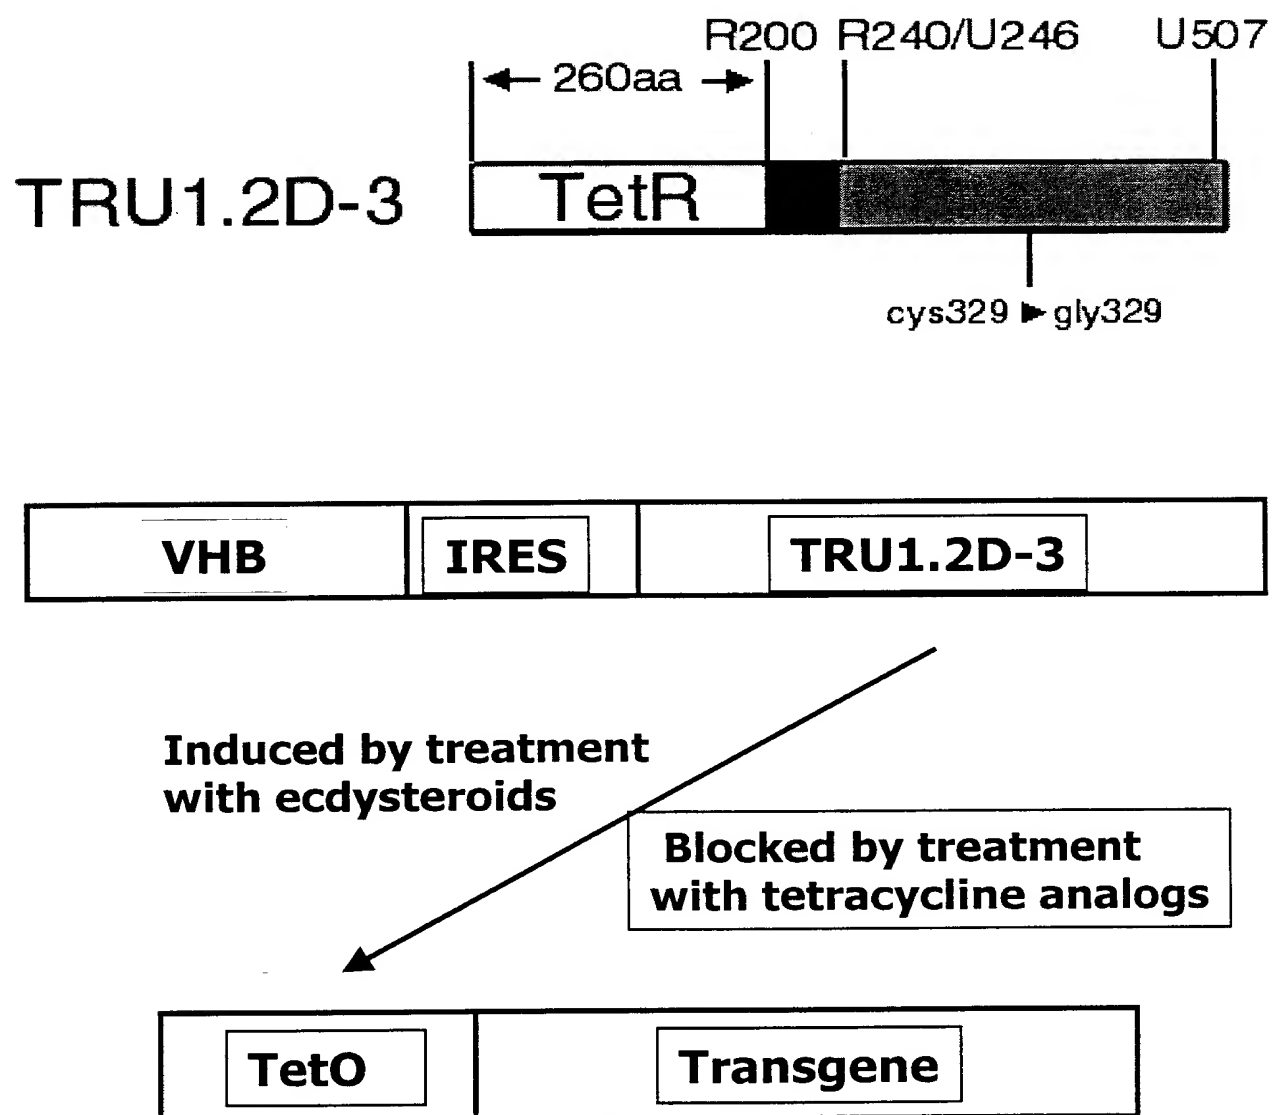 R200 R240/U246 U507
260aa
TRU1.2D-3
TetR
cys329 ► gly329
VHB IRES TRU1.2D-3
Induced by treatment
with ecdysteroids
Blocked by treatment
with tetracycline analogs
TetO Transgene